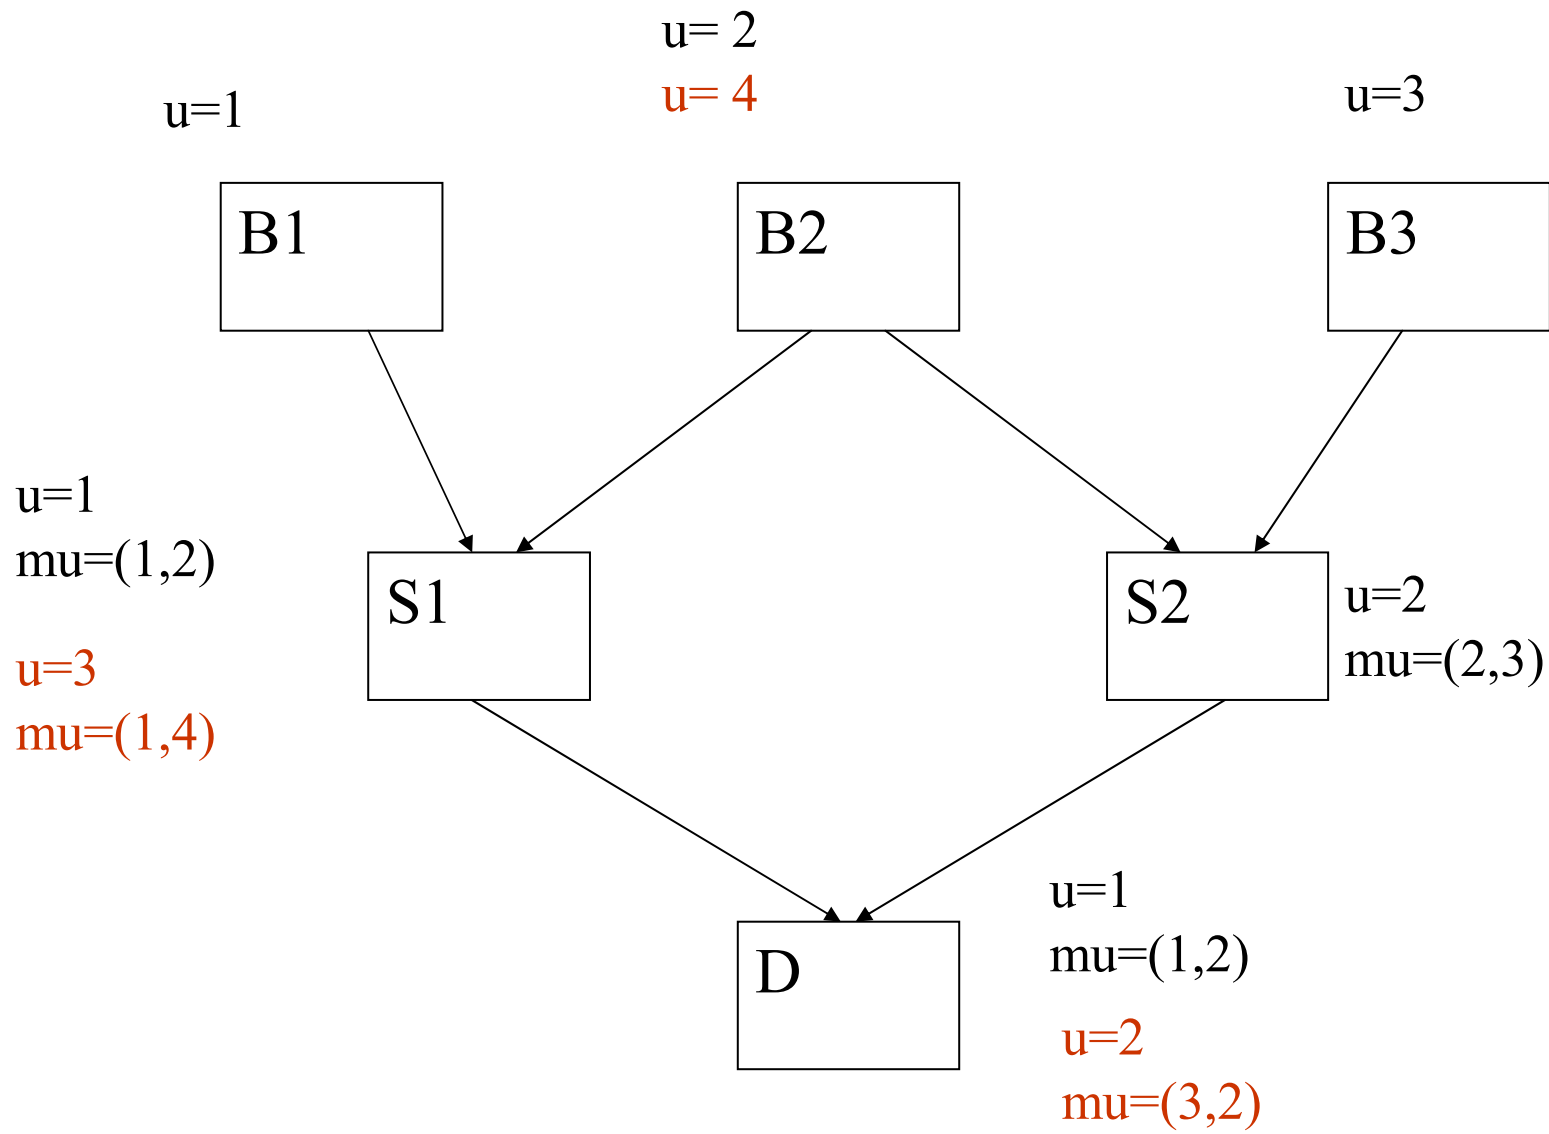 u= 2
u= 4
u=1
u=3
B1
B2
B3
u=1
mu=(1,2)
u=3
mu=(1,4)
S1
S2
u=2
mu=(2,3)
D
u=1
mu=(1,2)
u=2
mu=(3,2)